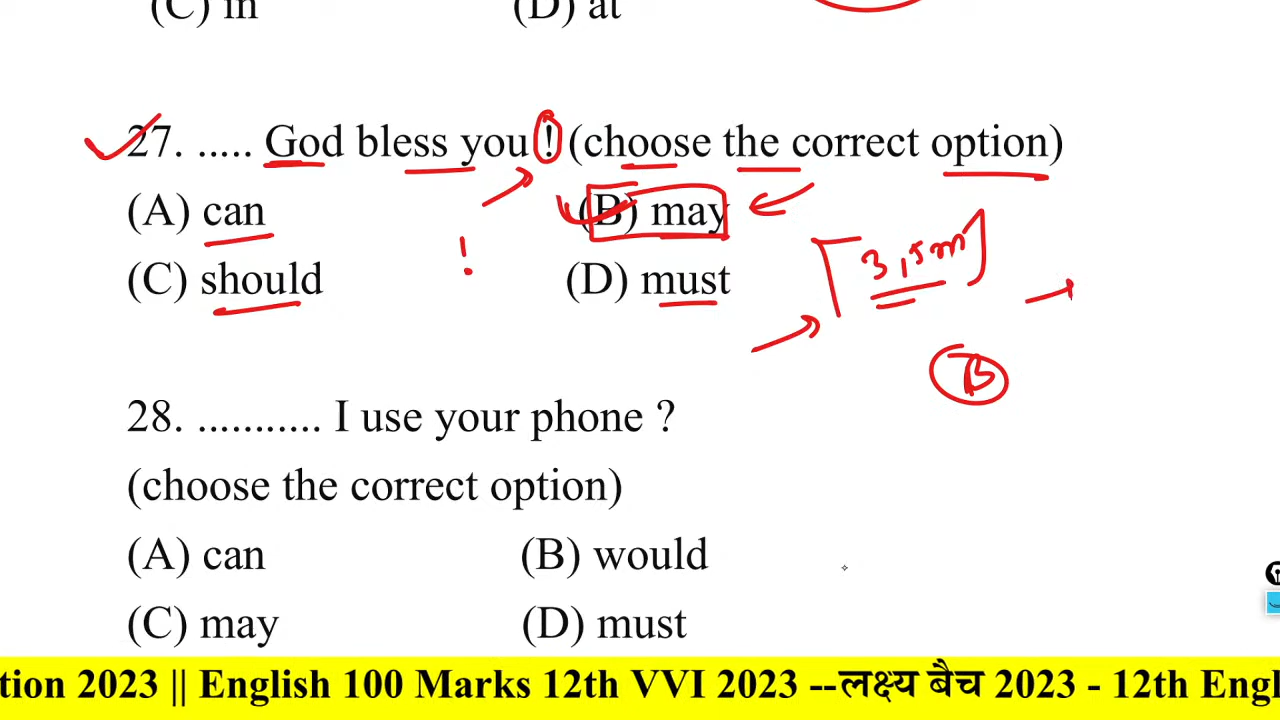 (C) in (D) at
27. ..... God bless you ! (choose the correct option)
(A) can (B) may
!
3,5m
(C) should (D) must
B
28. ........... I use your phone ?
(choose the correct option)
(A) can (B) would
(C) may (D) must
tion 2023 || English 100 Marks 12th VVI 2023 --लक्ष्य बैच 2023 - 12th Engl